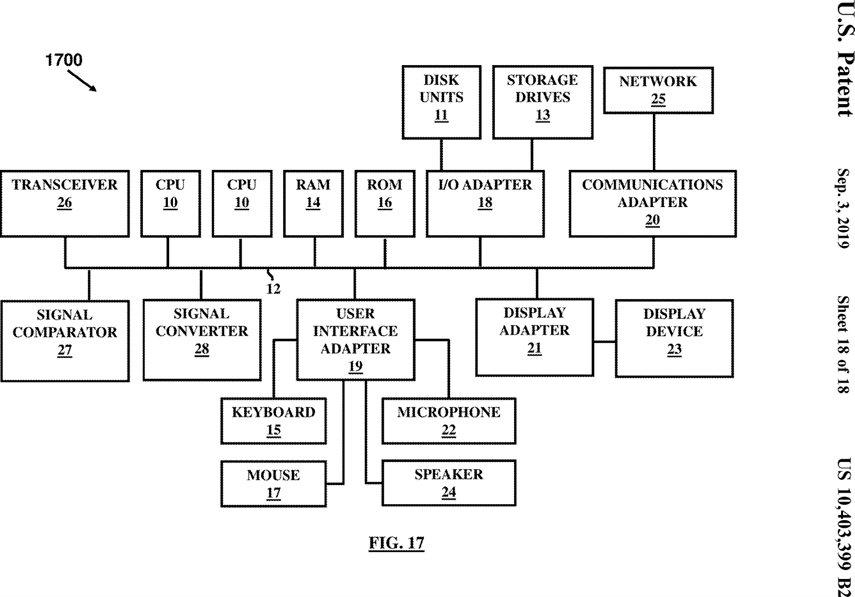 1700
DISK
UNITS
11
STORAGE
DRIVES
13
NETWORK
25
TRANSCEIVER
26
CPU
10
CPU
10
RAM
14
ROM
16
I/O ADAPTER
18
COMMUNICATIONS
ADAPTER
20
12
SIGNAL
COMPARATOR
27
SIGNAL
CONVERTER
28
USER
INTERFACE
ADAPTER
19
DISPLAY
ADAPTER
21
DISPLAY
DEVICE
23
KEYBOARD
15
MICROPHONE
22
MOUSE
17
SPEAKER
24
FIG. 17
U.S. Patent
Sep. 3, 2019
Sheet 18 of 18
US 10,403,399 B2